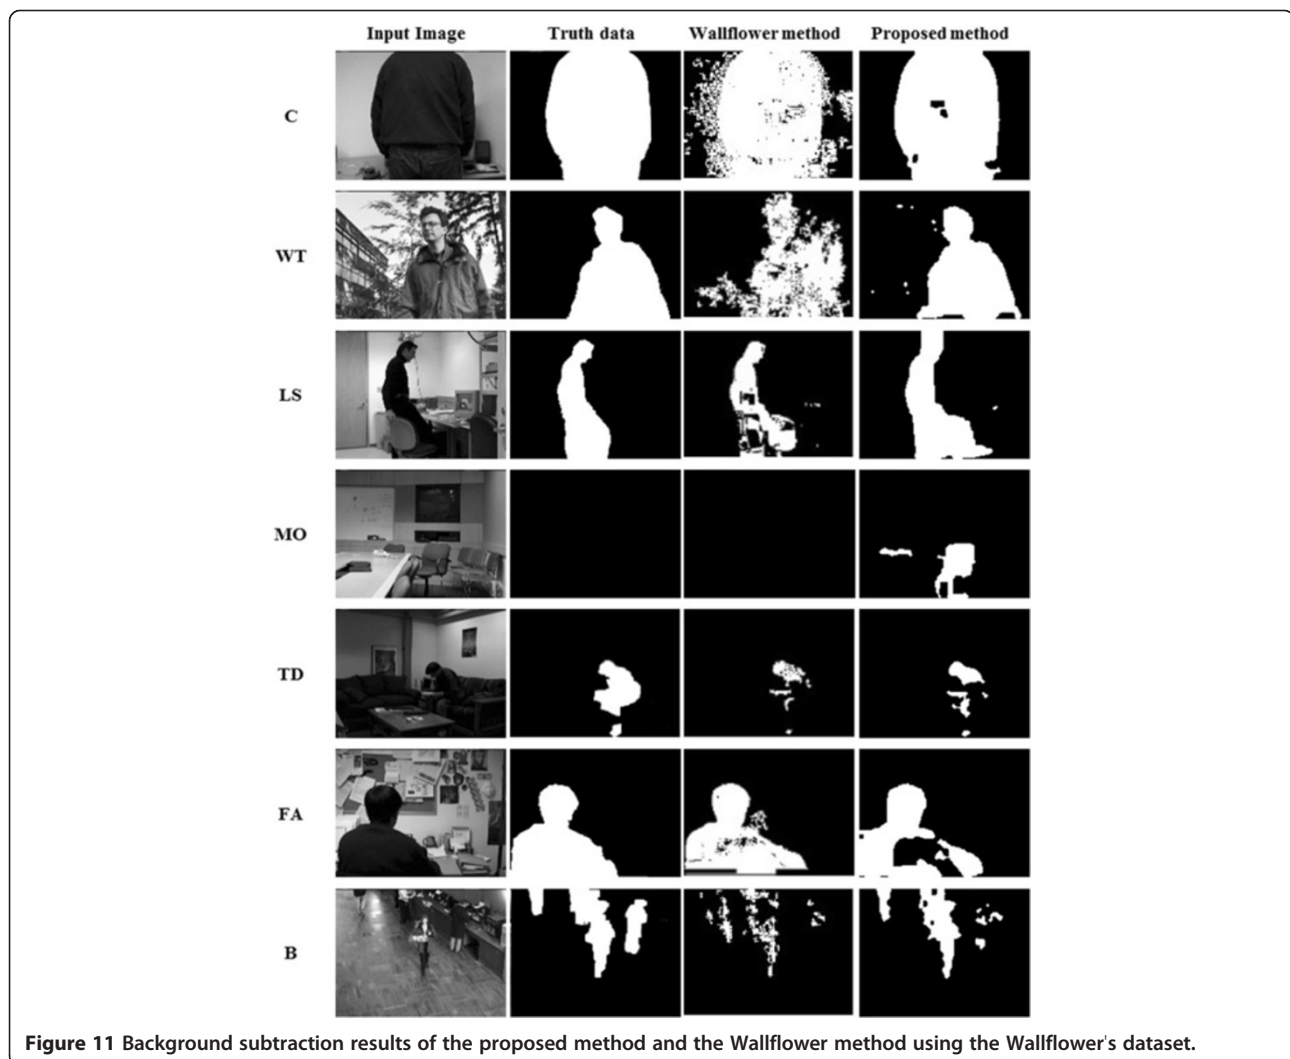 Input Image Truth data Wallflower method Proposed method
C
WT
LS
MO
TD
FA
B
Figure 11 Background subtraction results of the proposed method and the Wallflower method using the Wallflower's dataset.